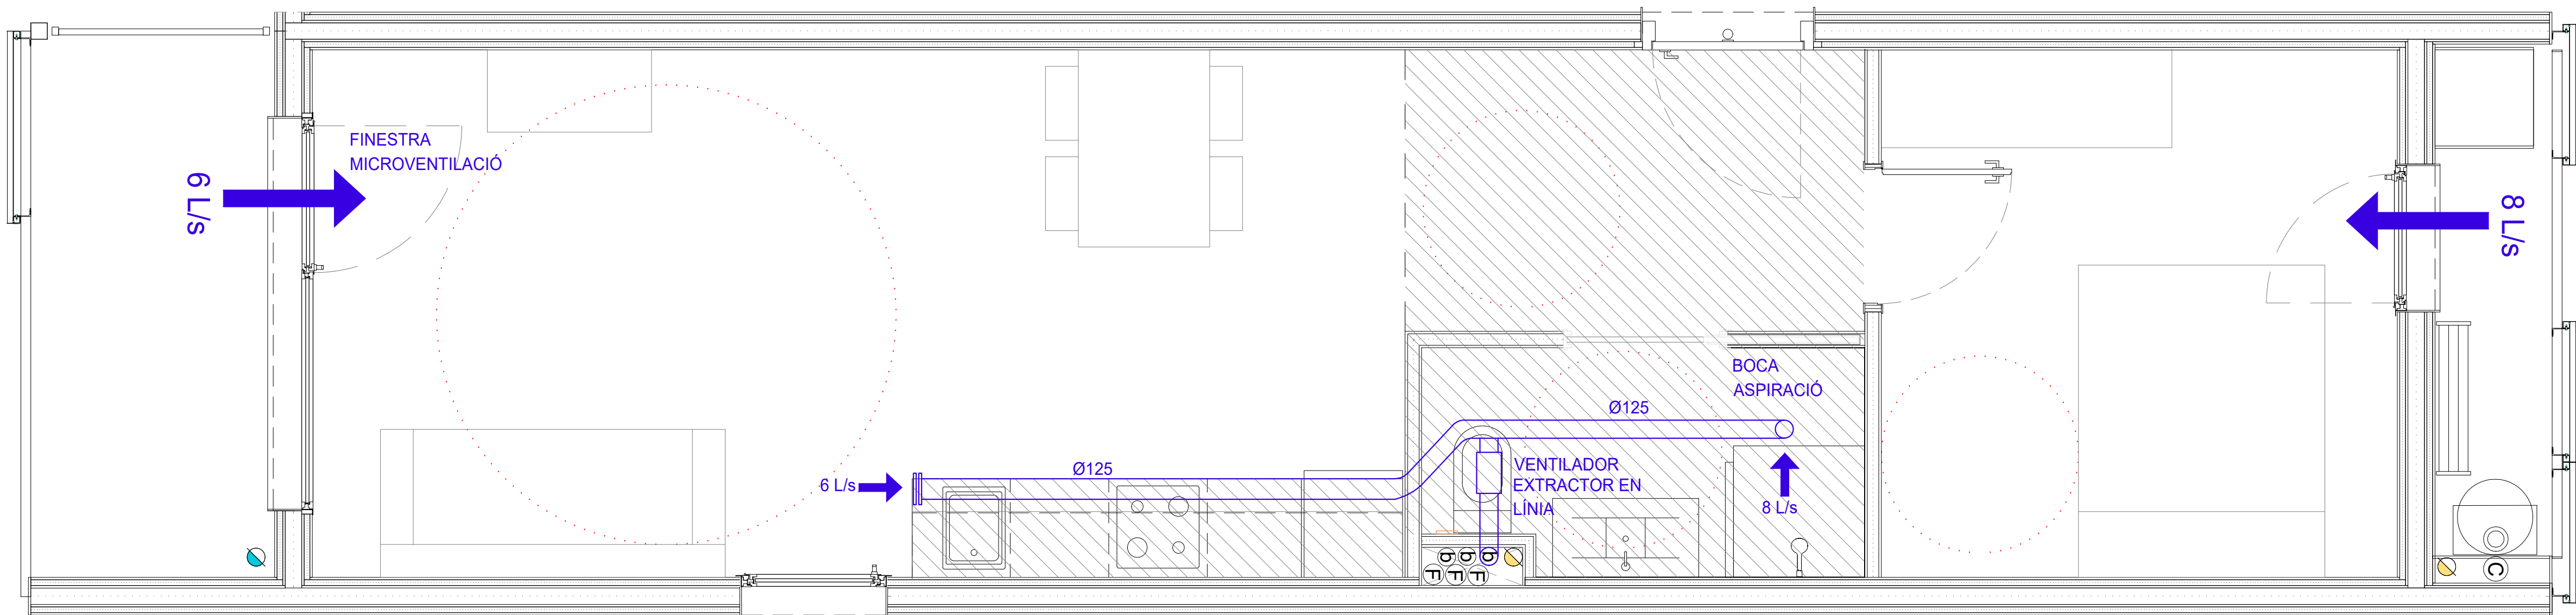 FINESTRA
MICROVENTILACIÓ
6 L/s
8 L/s
BOCA
ASPIRACIÓ
Ø125
Ø125
6 L/s
VENTILADOR
EXTRACTOR EN
LÍNIA
8 L/s
b b b
F F F
C